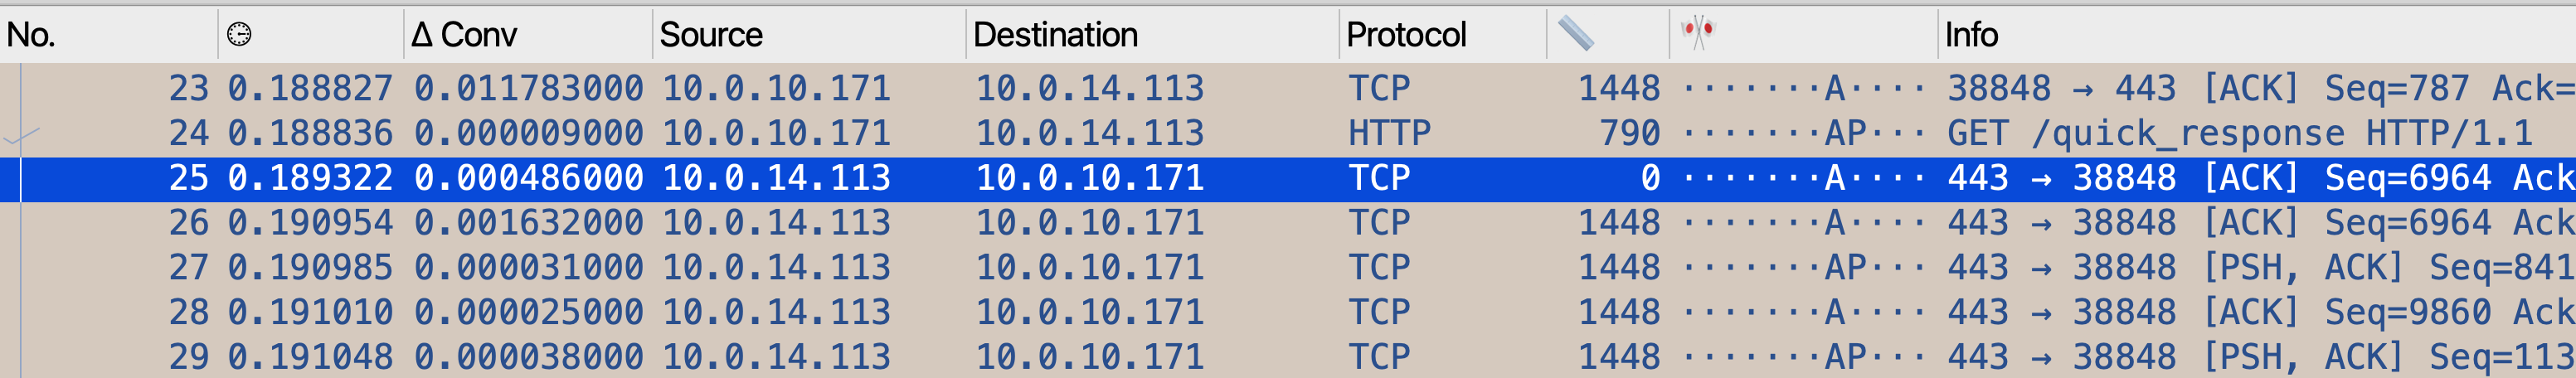 No. Δ Conv Source Destination Protocol Info
23 0.188827 0.011783000 10.0.10.171 10.0.14.113 TCP 1448 ·······A···· 38848 → 443 [ACK] Seq=787 Ack=
24 0.188836 0.000009000 10.0.10.171 10.0.14.113 HTTP 790 ·······AP··· GET /quick_response HTTP/1.1
25 0.189322 0.000486000 10.0.14.113 10.0.10.171 TCP 0 ·······A···· 443 → 38848 [ACK] Seq=6964 Ack
26 0.190954 0.001632000 10.0.14.113 10.0.10.171 TCP 1448 ·······A···· 443 → 38848 [ACK] Seq=6964 Ack
27 0.190985 0.000031000 10.0.14.113 10.0.10.171 TCP 1448 ·······AP··· 443 → 38848 [PSH, ACK] Seq=841
28 0.191010 0.000025000 10.0.14.113 10.0.10.171 TCP 1448 ·······A···· 443 → 38848 [ACK] Seq=9860 Ack
29 0.191048 0.000038000 10.0.14.113 10.0.10.171 TCP 1448 ·······AP··· 443 → 38848 [PSH, ACK] Seq=113